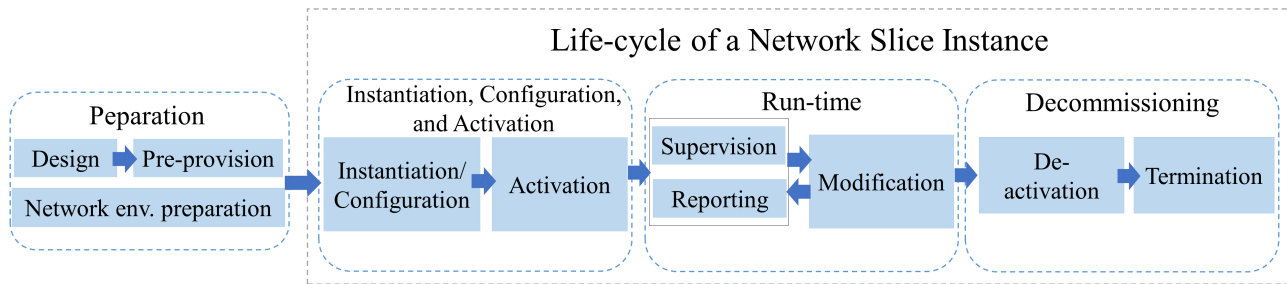 Life-cycle of a Network Slice Instance
Peparation
Design
Pre-provision
Network env. preparation
Instantiation, Configuration,
and Activation
Instantiation/
Configuration
Activation
Run-time
Supervision
Reporting
Modification
Decommissioning
De-
activation
Termination